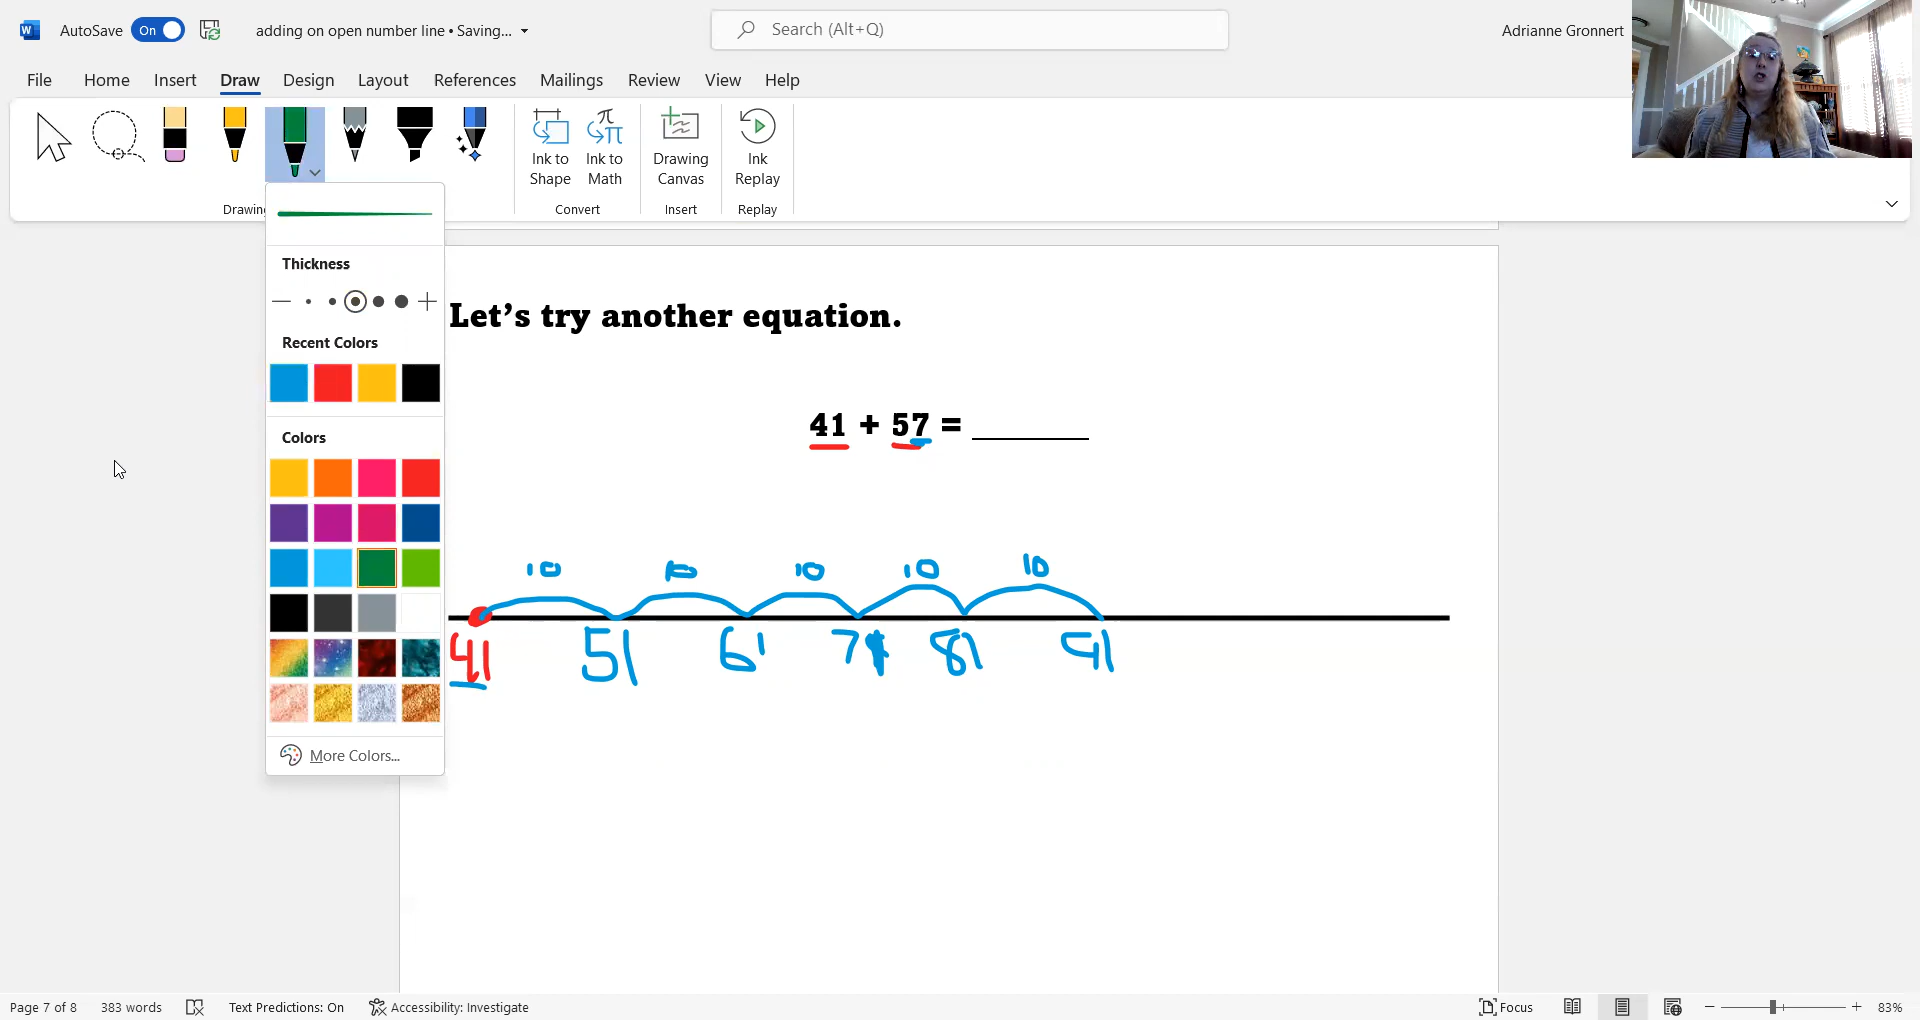 AutoSave On adding on open number line • Saving... Search (Alt+Q) Adrianne Gronnert
File Home Insert Draw Design Layout References Mailings Review View Help
Ink to Shape Ink to Math Drawing Canvas Ink Replay
Drawing Convert Insert Replay
Thickness
Recent Colors
Colors
More Colors...
Let's try another equation.
41 + 57 = ________
10 10 10 10 10
41 51 61 71 81 91
Page 7 of 8 383 words Text Predictions: On Accessibility: Investigate Focus 83%